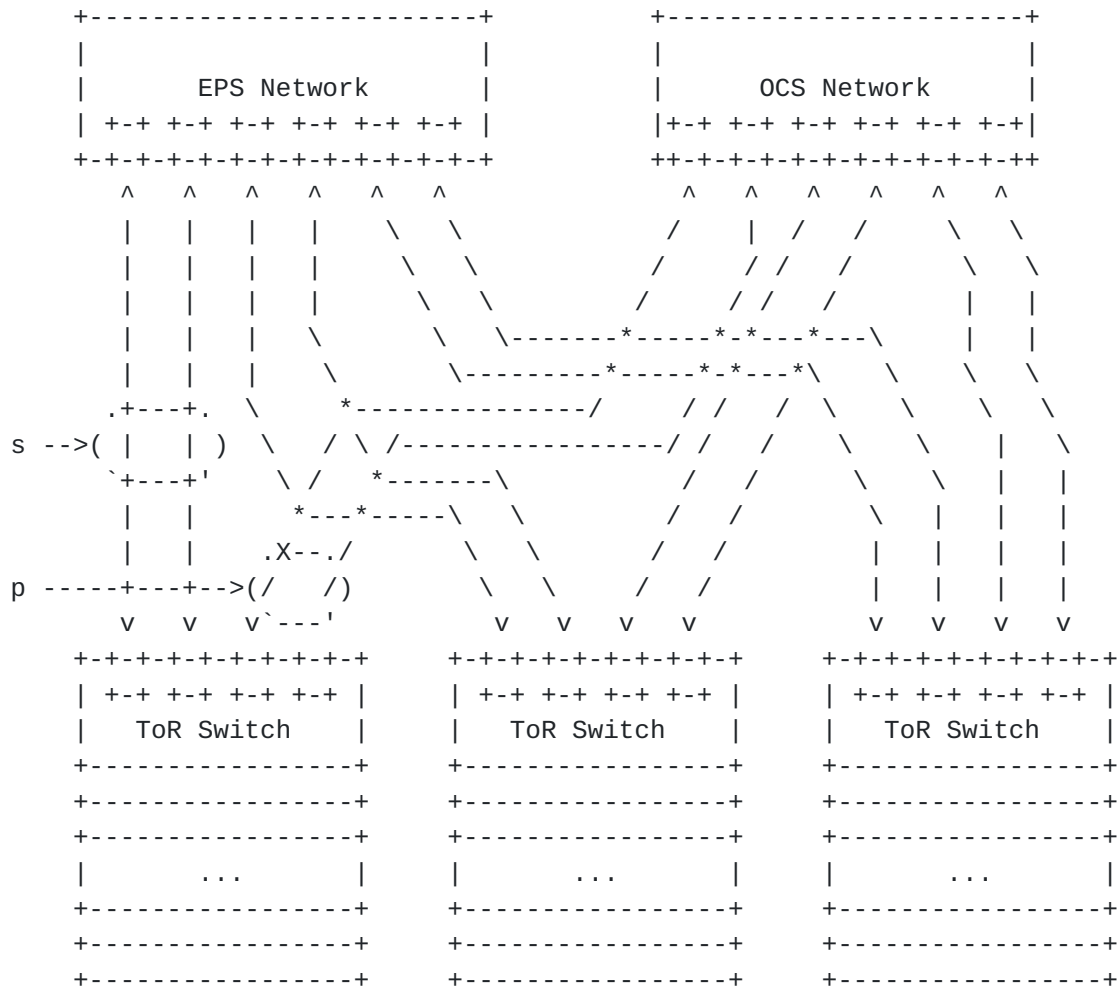 EPS Network OCS Network
s
p
v v v v v v v v v v v
ToR Switch ToR Switch ToR Switch
... ... ...